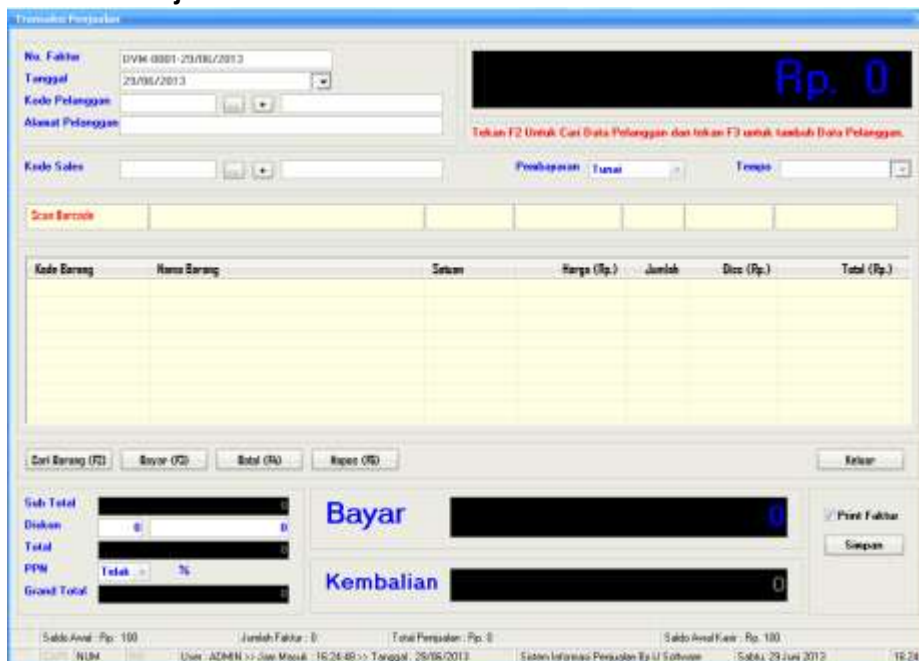 Transaksi Penjualan
No. Faktur DVM-0001-29/06/2013
Tanggal 29/06/2013
Rp. 0
Kode Pelanggan ... +
Alamat Pelanggan
Tekan F2 Untuk Cari Data Pelanggan dan tekan F3 untuk tambah Data Pelanggan.
Kode Sales ... + Pembayaran Tunai Tempo
Scan Barcode
Kode Barang Nama Barang Satuan Harga (Rp.) Jumlah Disc (Rp.) Total (Rp.)
Cari Barang Bayar Batal (F4) Hapus Keluar
Sub Total 0
Diskon 0 0
Total 0
PPN Tidak %
Grand Total 0
Bayar 0
Kembalian 0
Print Faktur
Simpan
Saldo Awal : Rp. 100 Jumlah Faktur : 0 Total Penjualan : Rp. 0 Saldo Awal Kasir : Rp. 100
NUM User : ADMIN >> Jam Masuk : 16:24:49 >> Tanggal : 29/06/2013 Sistem Informasi Penjualan By Software Sabtu, 29 Juni 2013 16:24